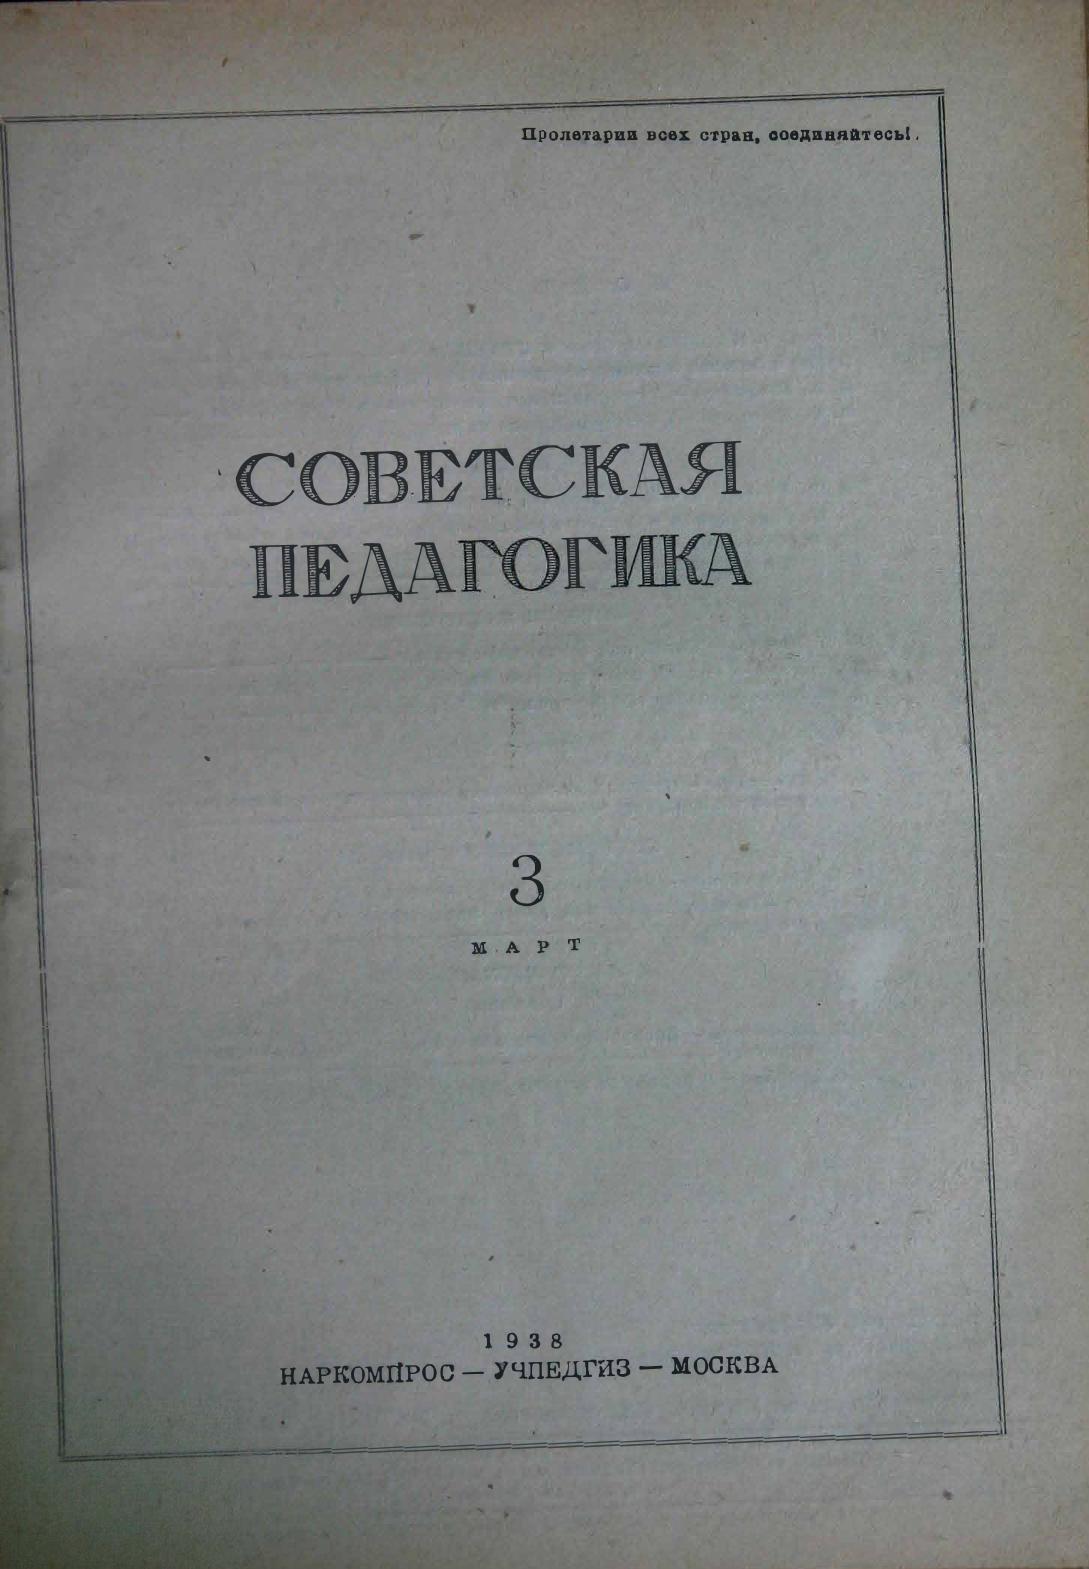 Пролетарии всех стран, соединяйтесь!
СОВЕТСКАЯ
ПЕДАГОГИКА
3
МАРТ
1938
НАРКОМПРОС — УЧПЕДГИЗ — МОСКВА